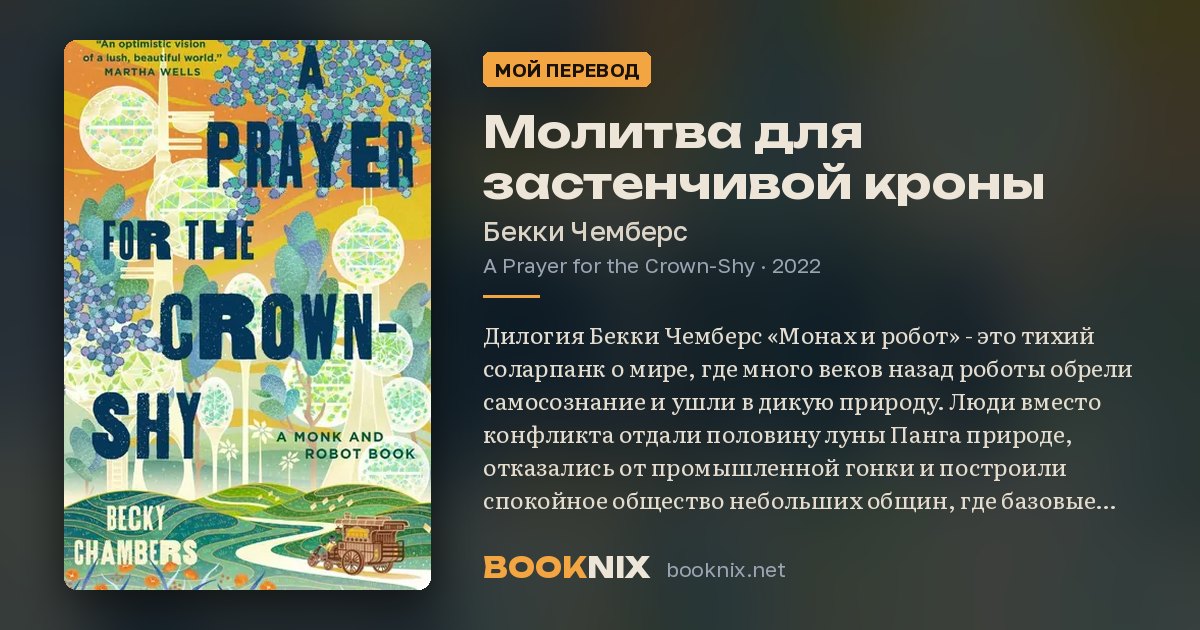 "An optimistic vision
of a lush, beautiful world."
MARTHA WELLS
A
PRAYER
FOR THE
CROWN-
SHY
A MONK AND
ROBOT BOOK
BECKY
CHAMBERS
МОЙ ПЕРЕВОД
Молитва для
застенчивой кроны
Бекки Чемберс
A Prayer for the Crown-Shy · 2022
Дилогия Бекки Чемберс «Монах и робот» - это тихий
соларпанк о мире, где много веков назад роботы обрели
самосознание и ушли в дикую природу. Люди вместо
конфликта отдали половину луны Панга природе,
отказались от промышленной гонки и построили
спокойное общество небольших общин, где базовые...
BOOKNIX booknix.net